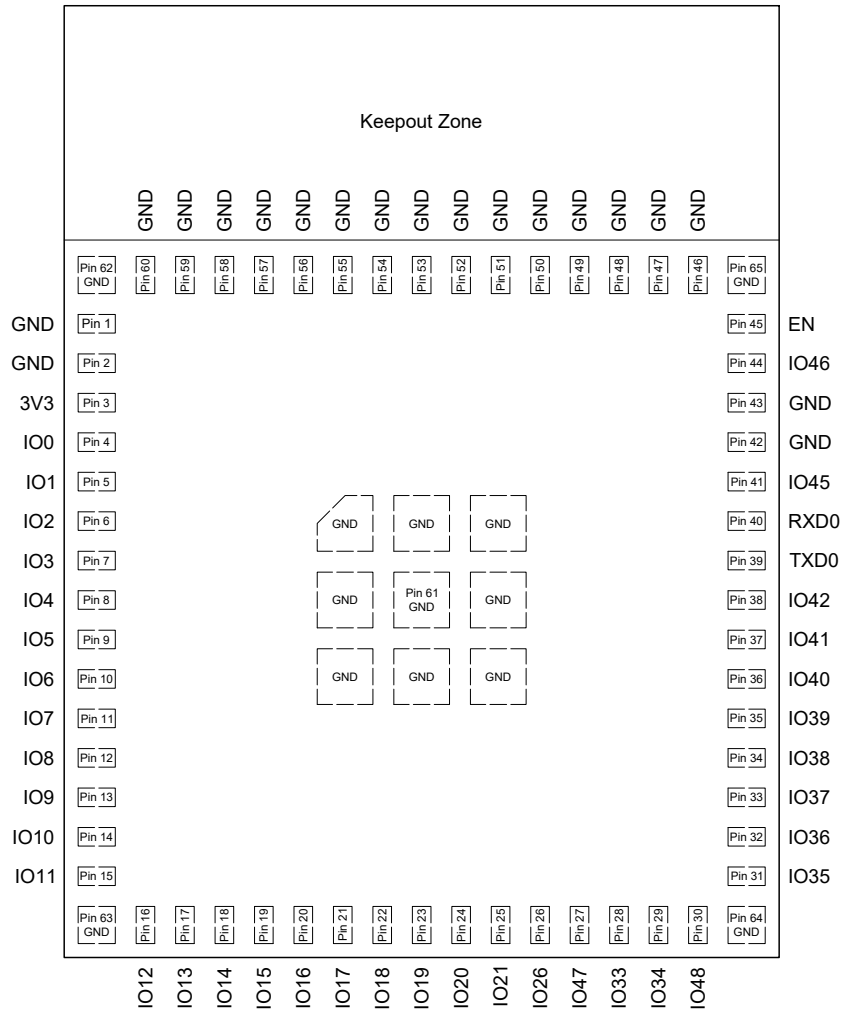 Keepout Zone
GND GND GND GND GND GND GND GND GND GND GND GND GND GND GND
Pin 62
GND
Pin 60 Pin 59 Pin 58 Pin 57 Pin 56 Pin 55 Pin 54 Pin 53 Pin 52 Pin 51 Pin 50 Pin 49 Pin 48 Pin 47 Pin 46
Pin 65
GND
GND Pin 1 Pin 45 EN
GND Pin 2 Pin 44 IO46
3V3 Pin 3 Pin 43 GND
IO0 Pin 4 Pin 42 GND
IO1 Pin 5 Pin 41 IO45
IO2 Pin 6 GND GND GND Pin 40 RXD0
IO3 Pin 7 Pin 39 TXD0
IO4 Pin 8 GND Pin 61 GND GND Pin 38 IO42
IO5 Pin 9 Pin 37 IO41
IO6 Pin 10 GND GND GND Pin 36 IO40
IO7 Pin 11 Pin 35 IO39
IO8 Pin 12 Pin 34 IO38
IO9 Pin 13 Pin 33 IO37
IO10 Pin 14 Pin 32 IO36
IO11 Pin 15 Pin 31 IO35
Pin 63
GND
Pin 16 Pin 17 Pin 18 Pin 19 Pin 20 Pin 21 Pin 22 Pin 23 Pin 24 Pin 25 Pin 26 Pin 27 Pin 28 Pin 29 Pin 30
Pin 64
GND
IO12 IO13 IO14 IO15 IO16 IO17 IO18 IO19 IO20 IO21 IO26 IO47 IO33 IO34 IO48